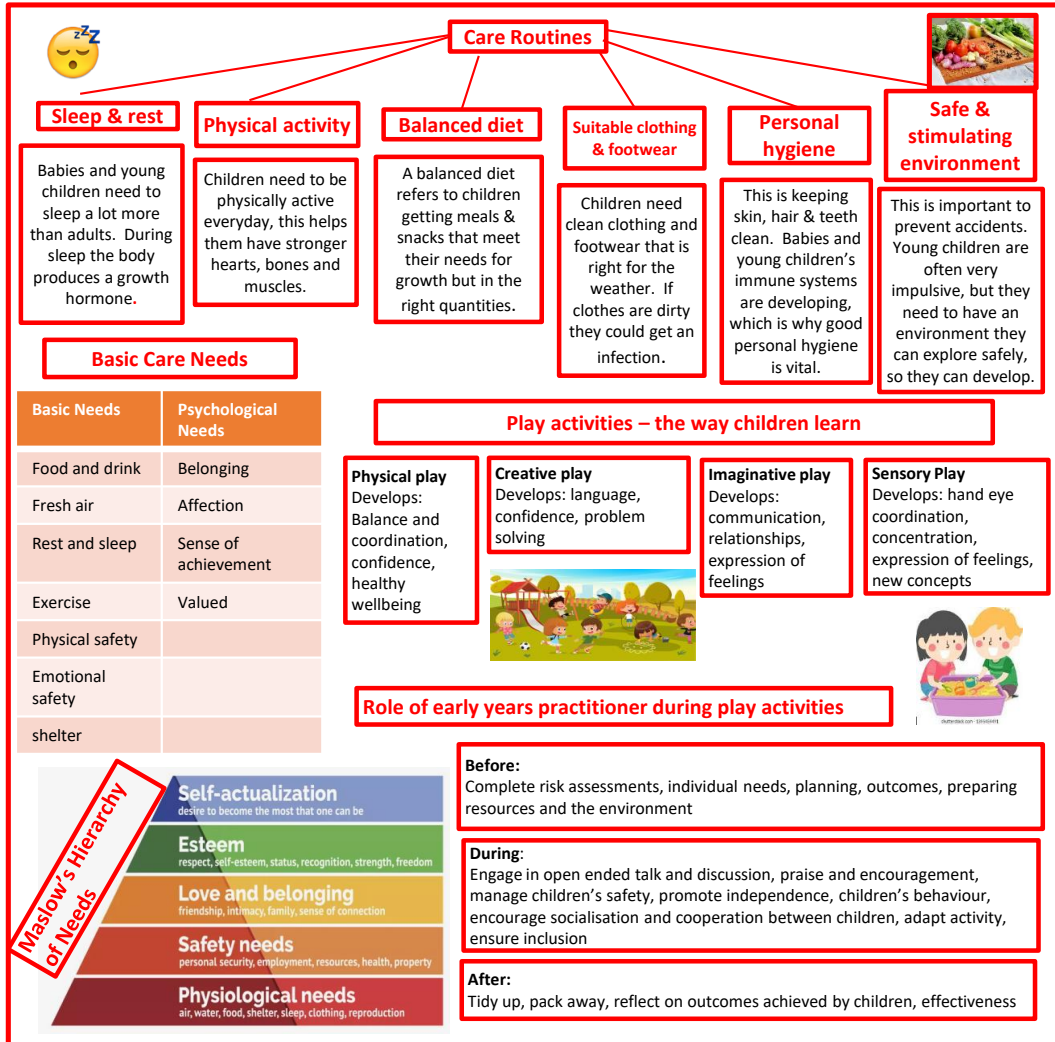 zzZ
Care Routines
Sleep & rest
Babies and young
children need to
sleep a lot more
than adults.  During
sleep the body
produces a growth
hormone.
Physical activity
Children need to be
physically active
everyday, this helps
them have stronger
hearts, bones and
muscles.
Balanced diet
A balanced diet
refers to children
getting meals &
snacks that meet
their needs for
growth but in the
right quantities.
Suitable clothing
& footwear
Children need
clean clothing and
footwear that is
right for the
weather.  If
clothes are dirty
they could get an
infection.
Personal
hygiene
This is keeping
skin, hair & teeth
clean.  Babies and
young children's
immune systems
are developing,
which is why good
personal hygiene
is vital.
Safe &
stimulating
environment
This is important to
prevent accidents.
Young children are
often very
impulsive, but they
need to have an
environment they
can explore safely,
so they can develop.
Basic Care Needs
Basic Needs
Psychological
Needs
Food and drink
Belonging
Fresh air
Affection
Rest and sleep
Sense of
achievement
Exercise
Valued
Physical safety
Emotional
safety
shelter
Play activities – the way children learn
Physical play
Develops:
Balance and
coordination,
confidence,
healthy
wellbeing
Creative play
Develops: language,
confidence, problem
solving
Imaginative play
Develops:
communication,
relationships,
expression of
feelings
Sensory Play
Develops: hand eye
coordination,
concentration,
expression of feelings,
new concepts
Role of early years practitioner during play activities
Before:
Complete risk assessments, individual needs, planning, outcomes, preparing
resources and the environment
During:
Engage in open ended talk and discussion, praise and encouragement,
manage children's safety, promote independence, children's behaviour,
encourage socialisation and cooperation between children, adapt activity,
ensure inclusion
After:
Tidy up, pack away, reflect on outcomes achieved by children, effectiveness
Maslow's Hierarchy
of Needs
Self-actualization
desire to become the most that one can be
Esteem
respect, self-esteem, status, recognition, strength, freedom
Love and belonging
friendship, intimacy, family, sense of connection
Safety needs
personal security, employment, resources, health, property
Physiological needs
air, water, food, shelter, sleep, clothing, reproduction